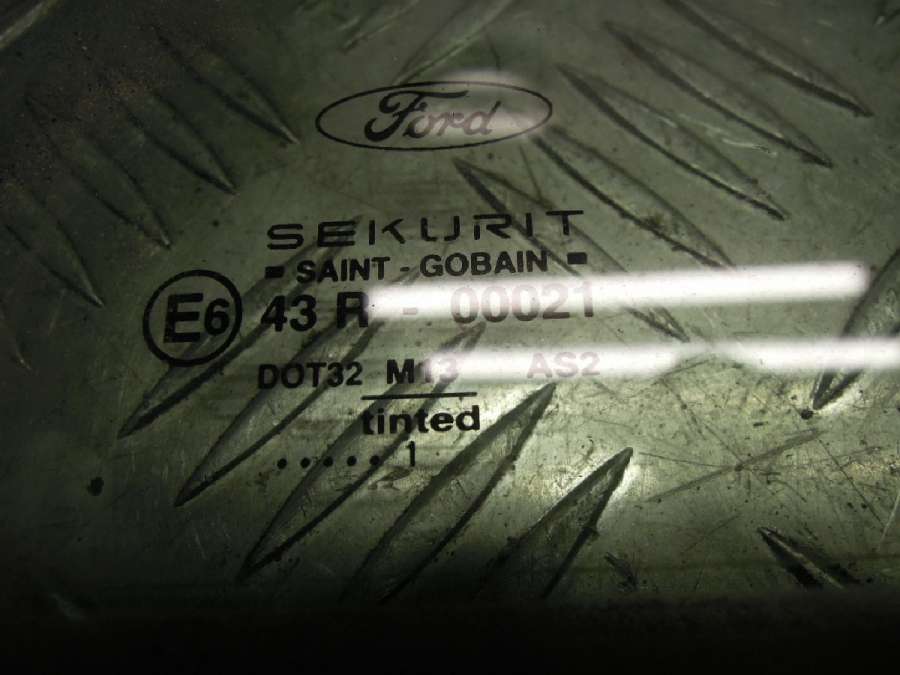 Ford
SEKURIT
SAINT - GOBAIN
E6 43 R - 00021
DOT32 M13 AS2
tinted
.....1